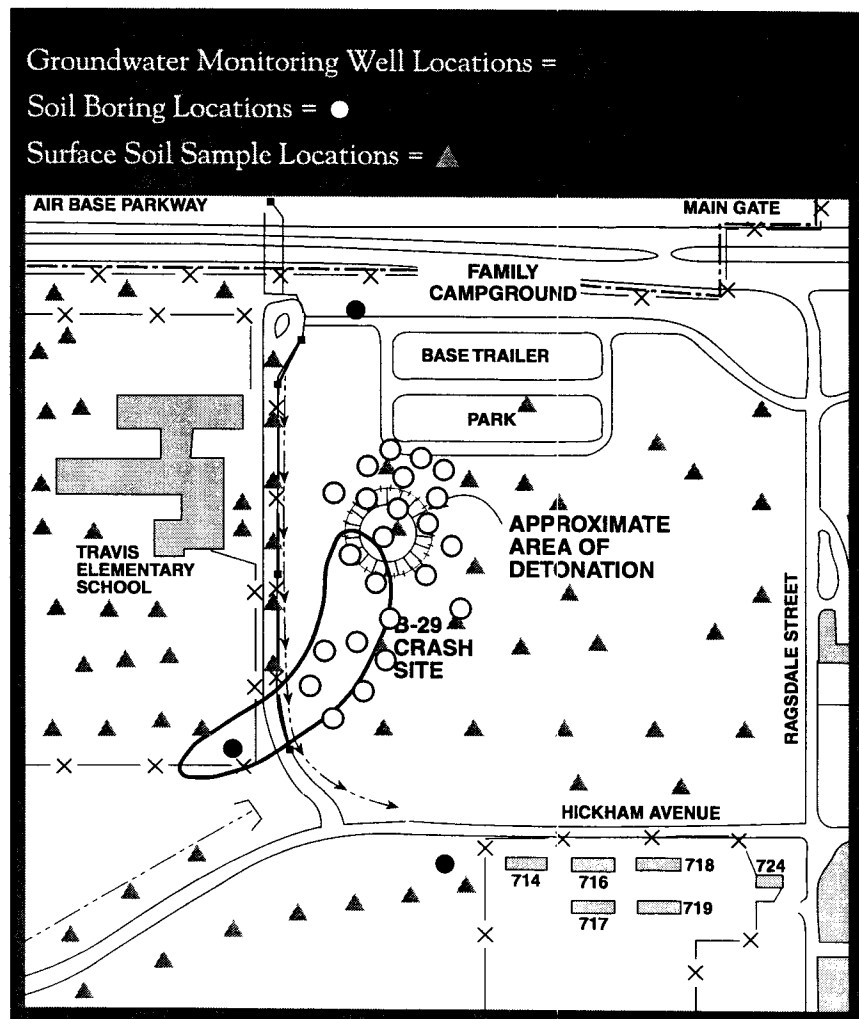 Groundwater Monitoring Well Locations =
Soil Boring Locations =
Surface Soil Sample Locations =
AIR BASE PARKWAY
MAIN GATE
FAMILY
CAMPGROUND
BASE TRAILER
PARK
APPROXIMATE
AREA OF
DETONATION
TRAVIS
ELEMENTARY
SCHOOL
B-29
CRASH
SITE
RAGSDALE STREET
HICKHAM AVENUE
714
716
718
724
717
719